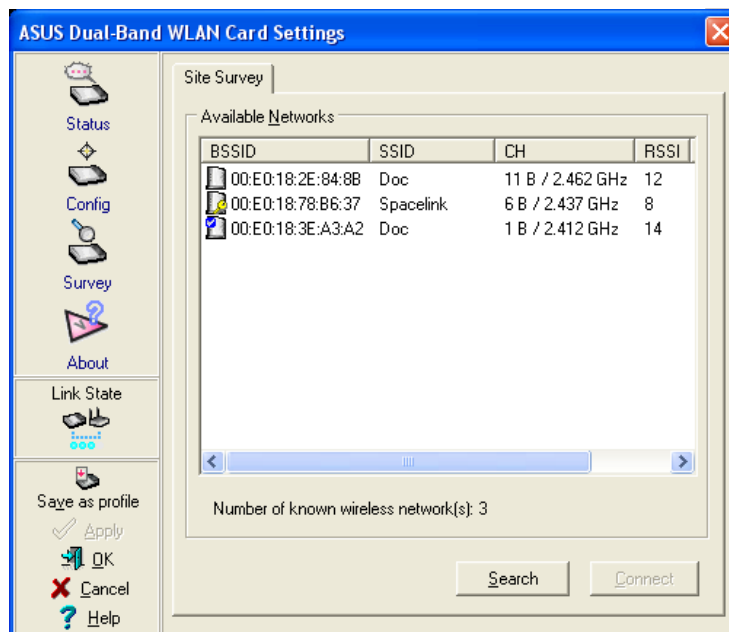 ASUS Dual-Band WLAN Card Settings
Status
Config
Survey
About
Link State
Save as profile
Apply
OK
Cancel
Help
Site Survey
Available Networks
BSSID SSID CH RSSI
00:E0:18:2E:84:8B Doc 11 B / 2.462 GHz 12
00:E0:18:78:B6:37 Spacelink 6 B / 2.437 GHz 8
00:E0:18:3E:A3:A2 Doc 1 B / 2.412 GHz 14
Number of known wireless network(s): 3
Search Connect